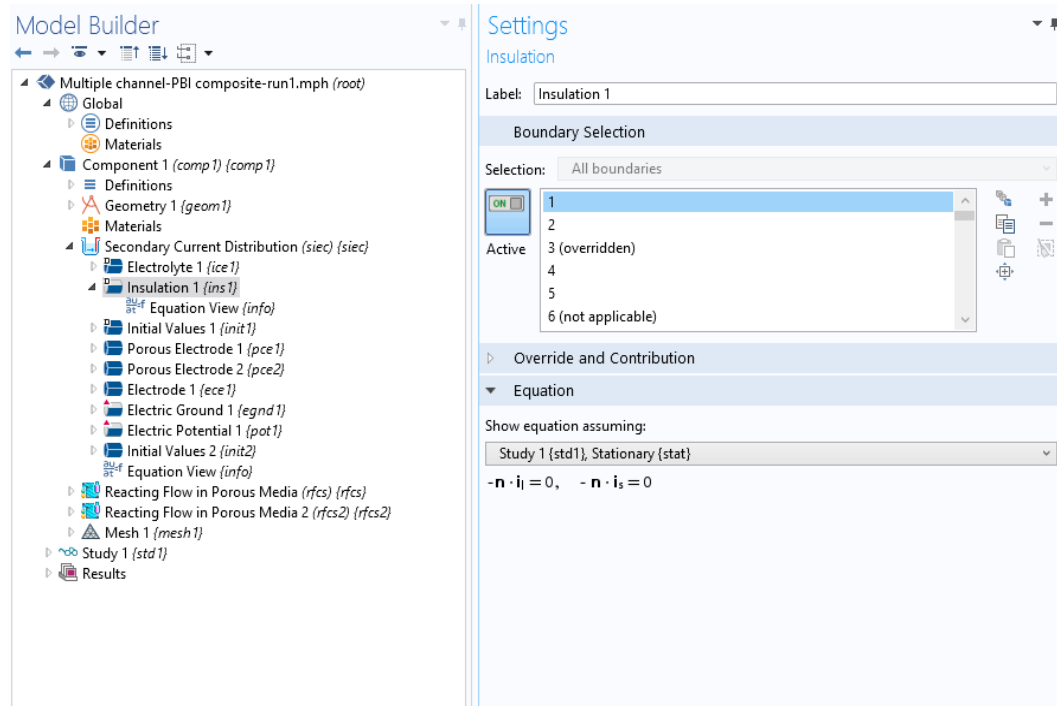 Model Builder
Multiple channel-PBI composite-run1.mph (root)
Global
Definitions
Materials
Component 1 (comp1) {comp1}
Definitions
Geometry 1 {geom1}
Materials
Secondary Current Distribution (siec) {siec}
Electrolyte 1 {ice1}
Insulation 1 {ins1}
Equation View {info}
Initial Values 1 {init1}
Porous Electrode 1 {pce1}
Porous Electrode 2 {pce2}
Electrode 1 {ece1}
Electric Ground 1 {egnd1}
Electric Potential 1 {pot1}
Initial Values 2 {init2}
Equation View {info}
Reacting Flow in Porous Media (rfcs) {rfcs}
Reacting Flow in Porous Media 2 (rfcs2) {rfcs2}
Mesh 1 {mesh1}
Study 1 {std1}
Results
Settings
Insulation
Label: Insulation 1
Boundary Selection
Selection: All boundaries
ON
Active
1
2
3 (overridden)
4
5
6 (not applicable)
Override and Contribution
Equation
Show equation assuming:
Study 1 {std1}, Stationary {stat}
-n · iₗ = 0, - n · iₛ = 0